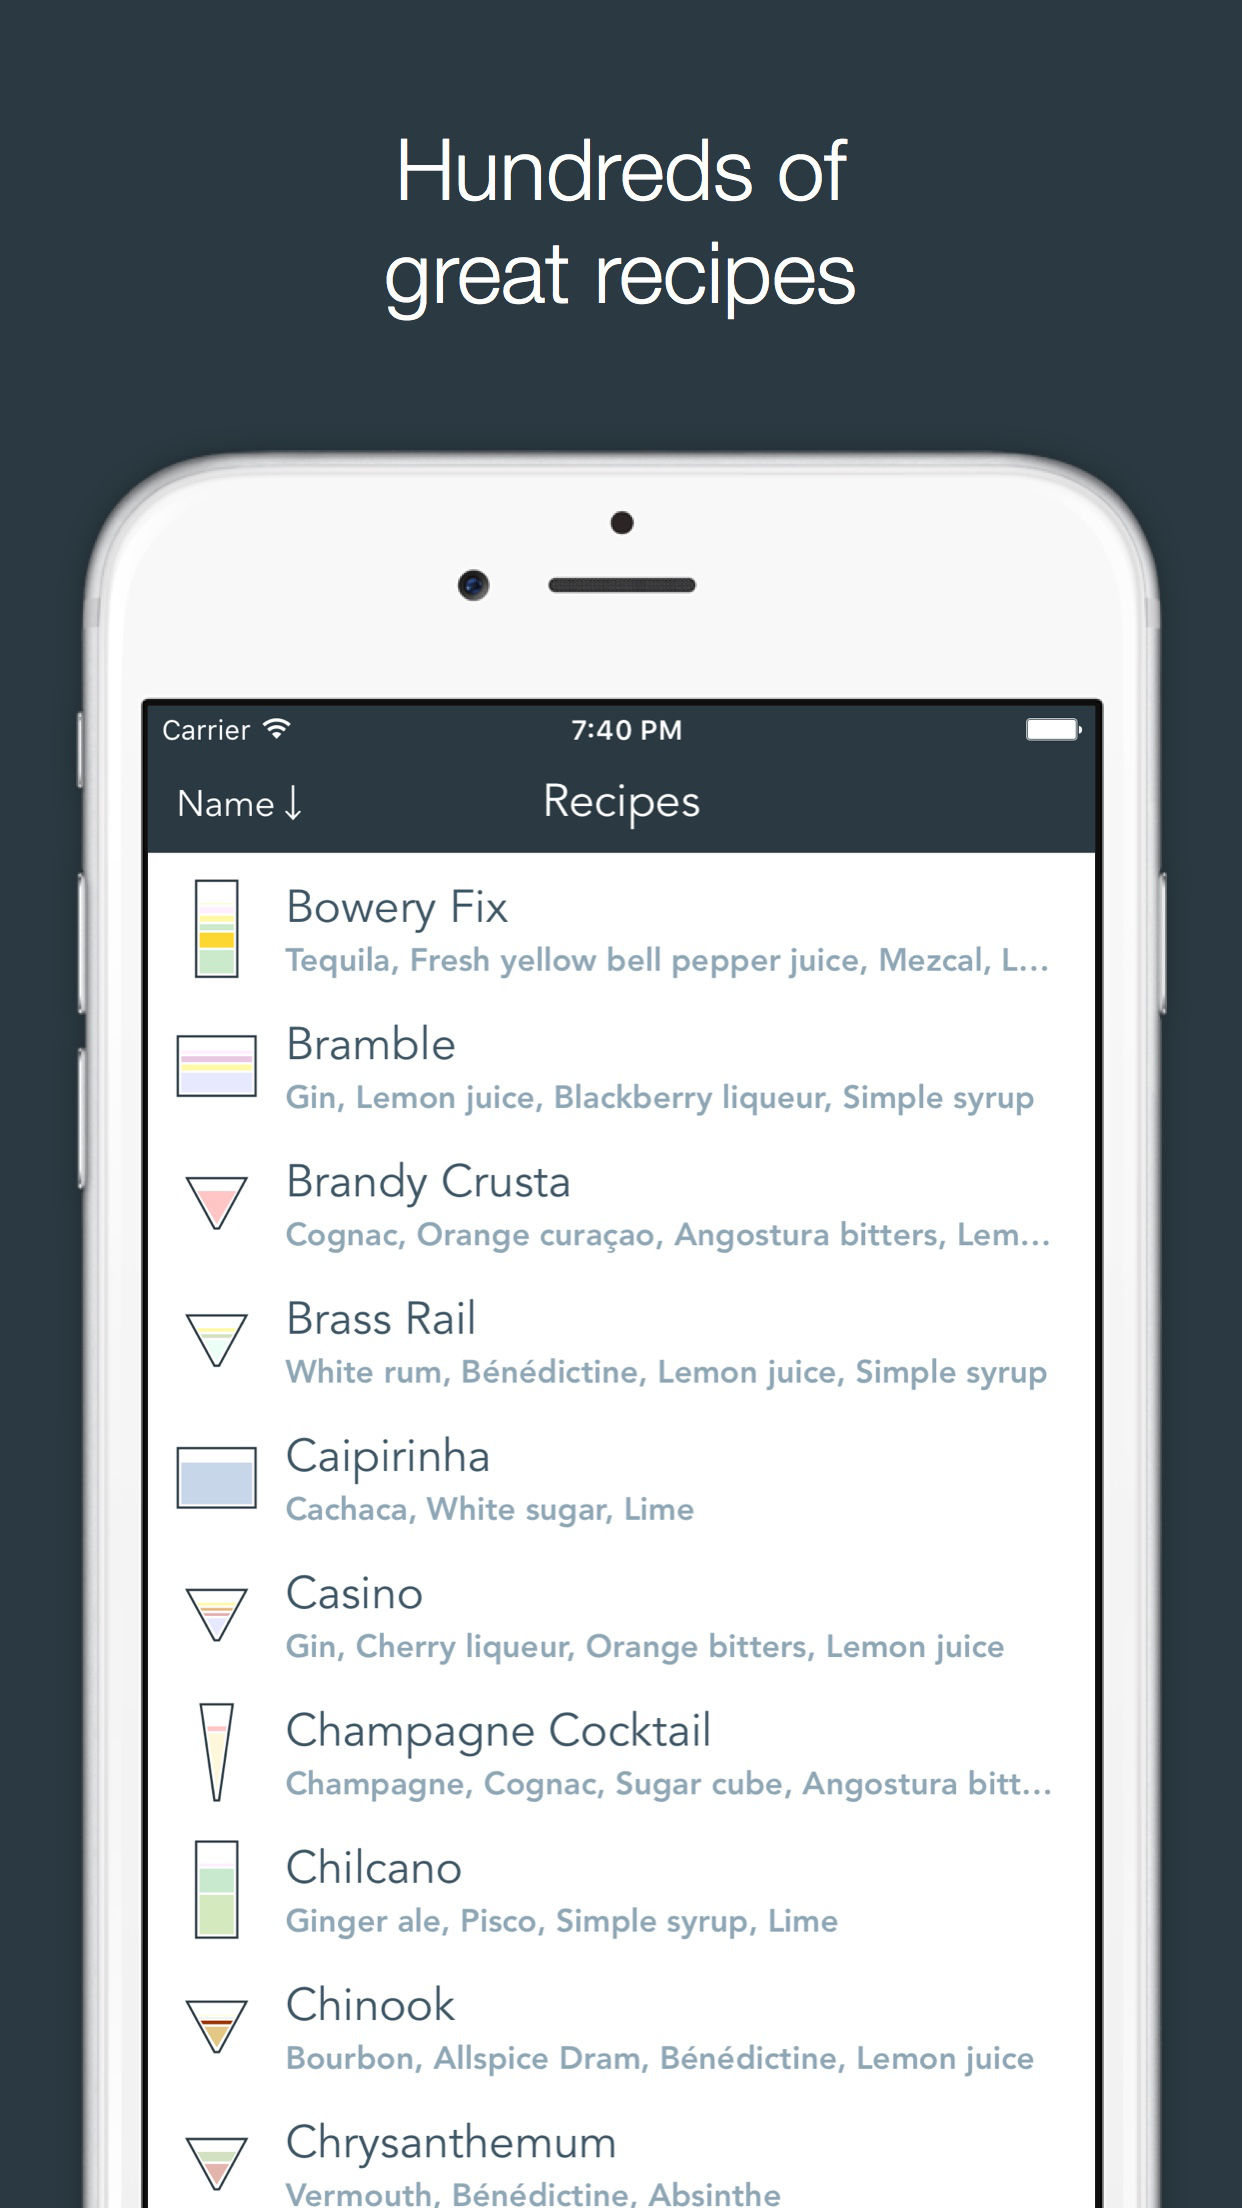 Hundreds of
great recipes
Carrier
7:40 PM
Name ↓
Recipes
Bowery Fix
Tequila, Fresh yellow bell pepper juice, Mezcal, L...
Bramble
Gin, Lemon juice, Blackberry liqueur, Simple syrup
Brandy Crusta
Cognac, Orange curaçao, Angostura bitters, Lem...
Brass Rail
White rum, Bénédictine, Lemon juice, Simple syrup
Caipirinha
Cachaca, White sugar, Lime
Casino
Gin, Cherry liqueur, Orange bitters, Lemon juice
Champagne Cocktail
Champagne, Cognac, Sugar cube, Angostura bitt...
Chilcano
Ginger ale, Pisco, Simple syrup, Lime
Chinook
Bourbon, Allspice Dram, Bénédictine, Lemon juice
Chrysanthemum
Vermouth, Bénédictine, Absinthe